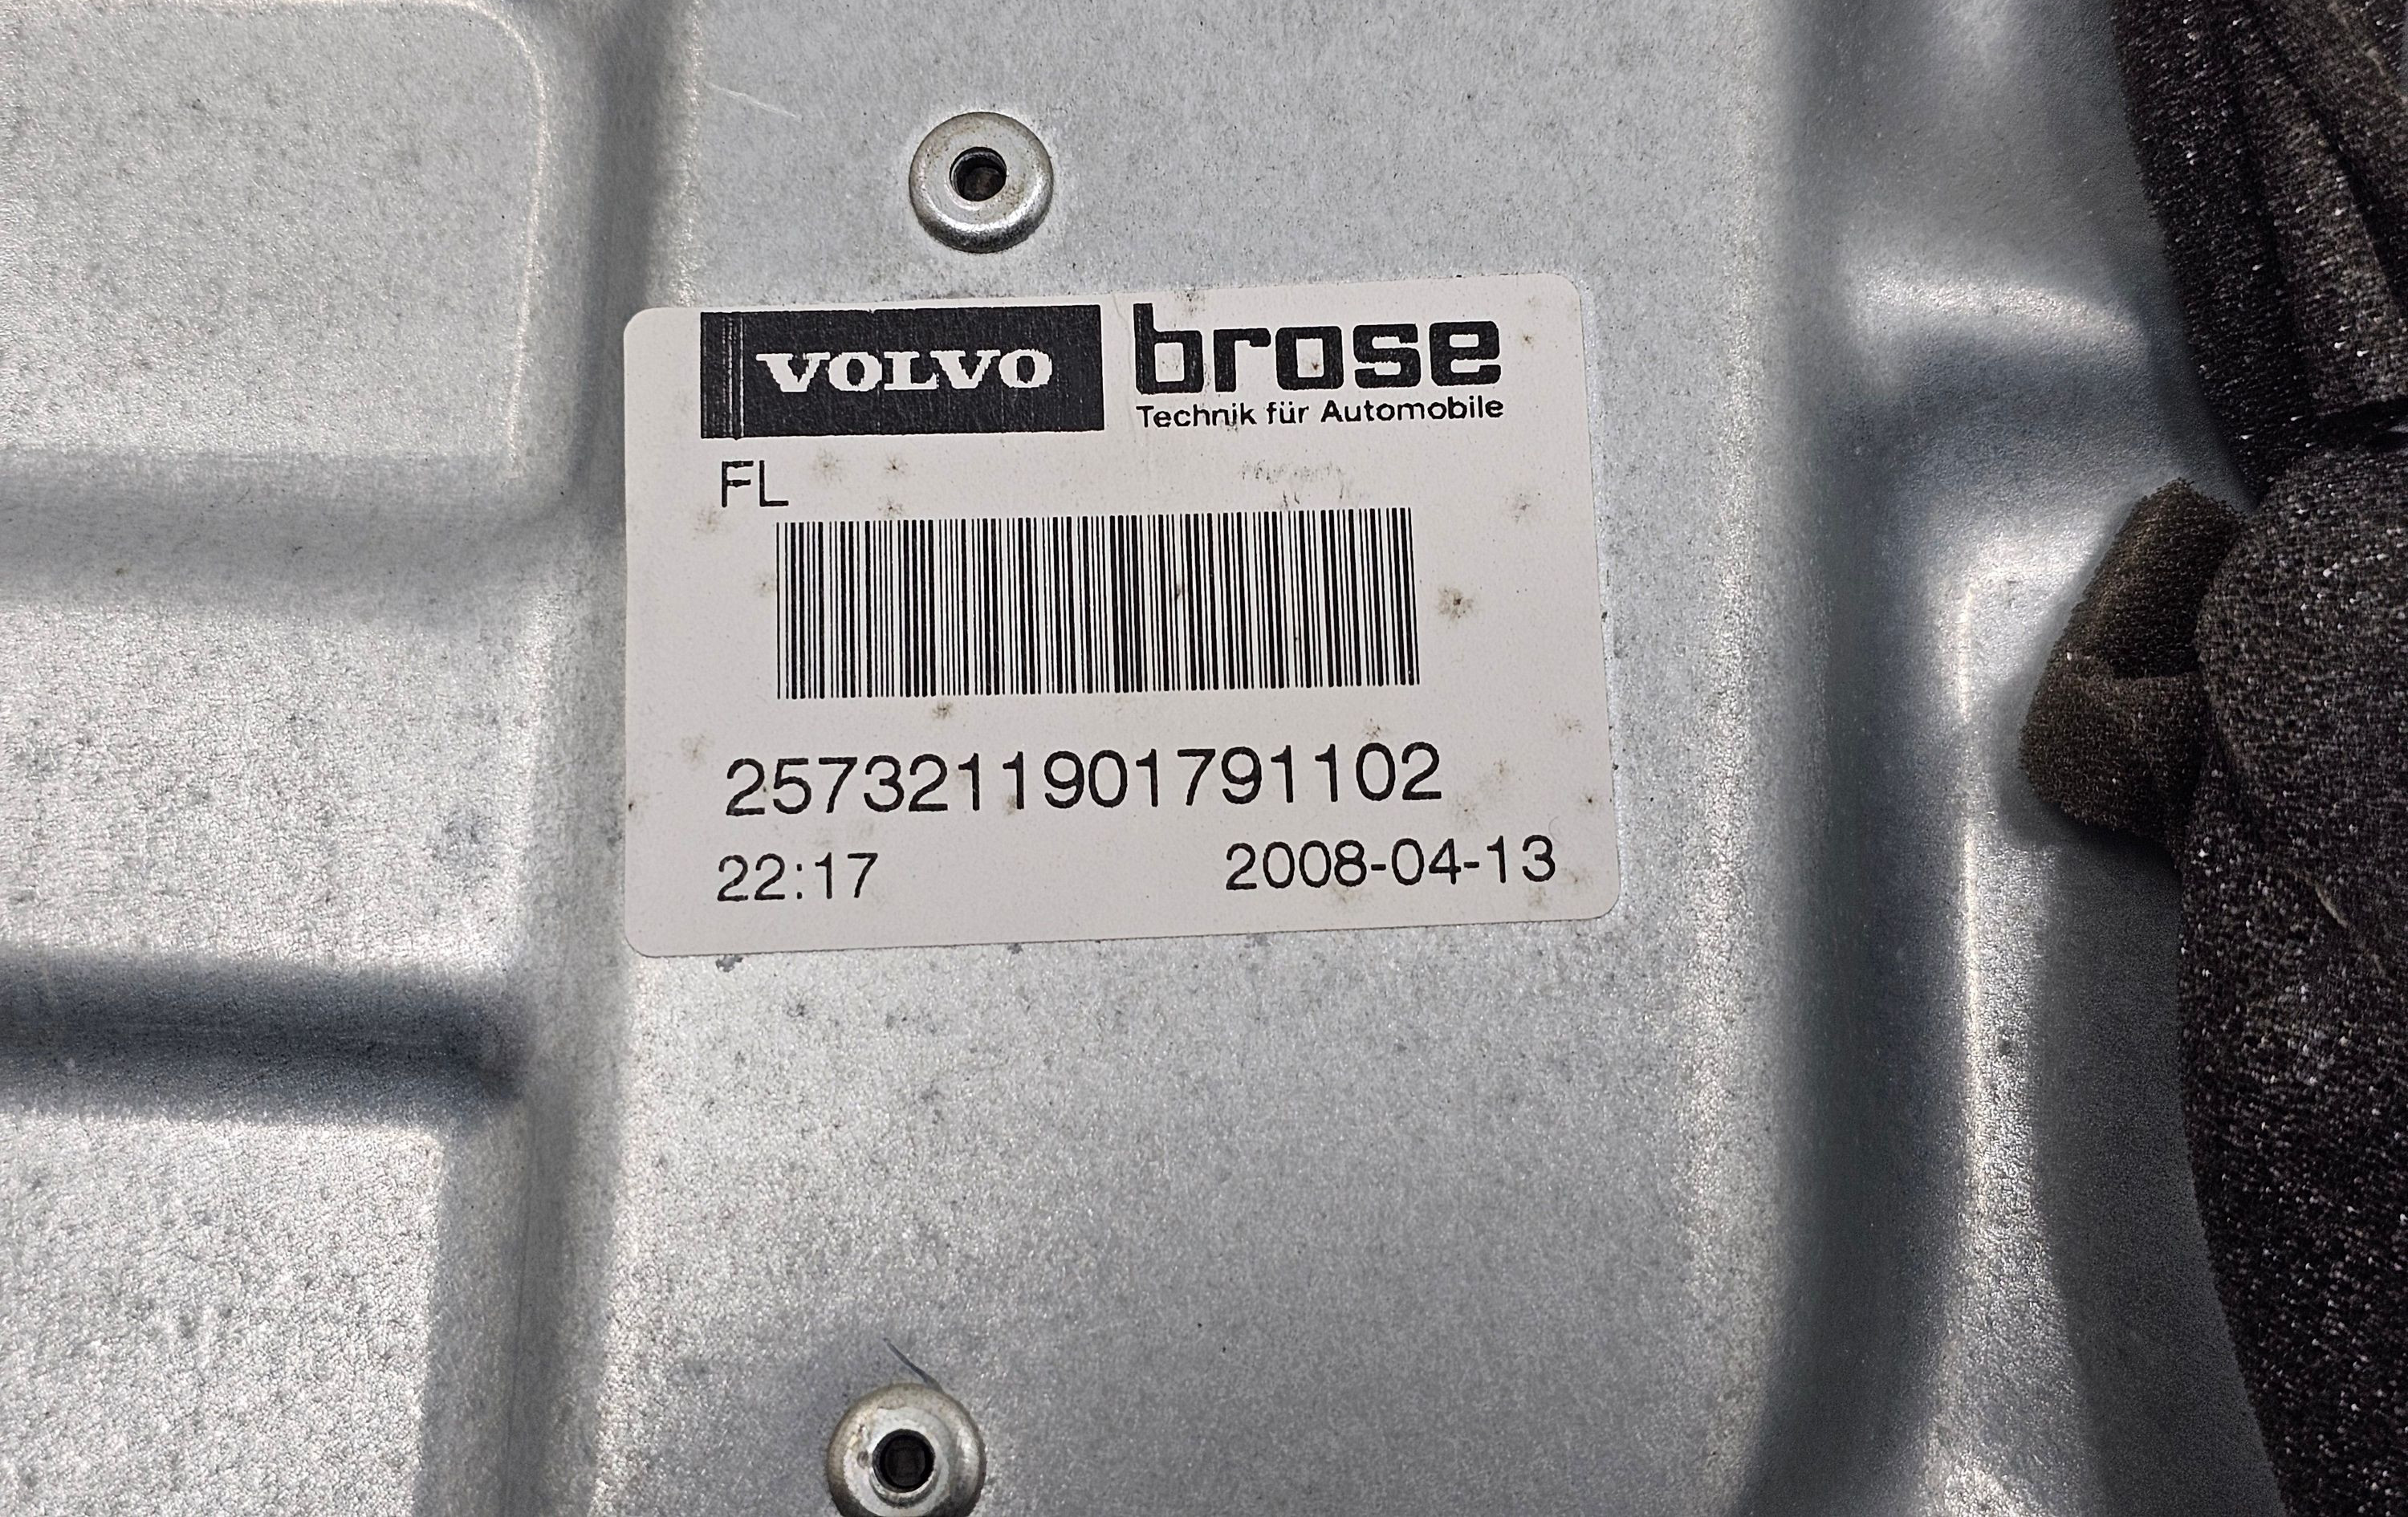 VOLVO brose
Technik für Automobile
FL
2573211901791102
22:17 2008-04-13